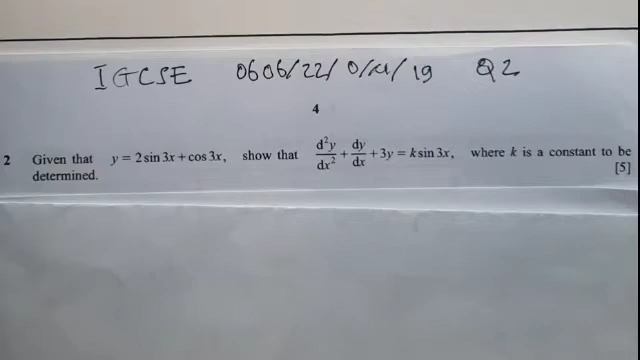 IGCSE 0606/22/O/N/19 Q2
4
2 Given that y = 2 sin 3x + cos 3x, show that d²y/dx² + dy/dx + 3y = k sin 3x, where k is a constant to be
determined. [5]